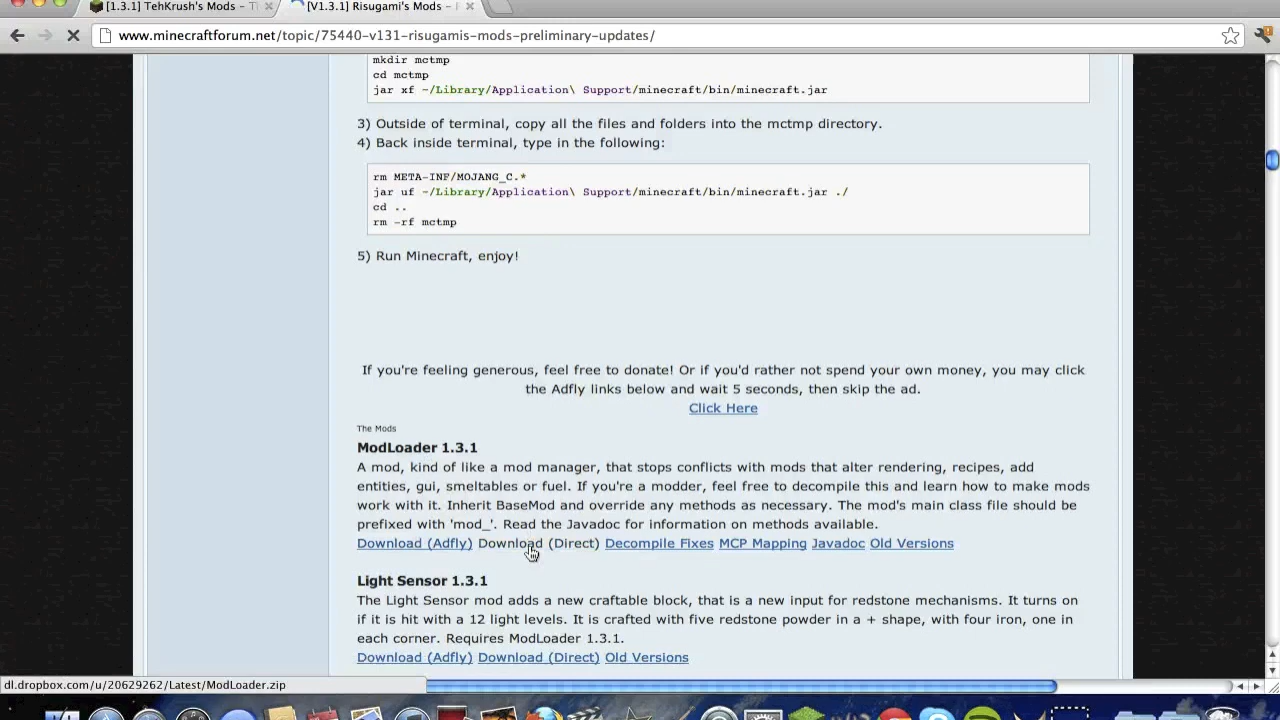 [1.3.1] TehKrush's Mods - T
[V1.3.1] Risugami's Mods -
www.minecraftforum.net/topic/75440-v131-risugamis-mods-preliminary-updates/
mkdir mctmp
cd mctmp
jar xf ~/Library/Application\ Support/minecraft/bin/minecraft.jar
3) Outside of terminal, copy all the files and folders into the mctmp directory.
4) Back inside terminal, type in the following:
rm META-INF/MOJANG_C.*
jar uf ~/Library/Application\ Support/minecraft/bin/minecraft.jar ./
cd ..
rm -rf mctmp
5) Run Minecraft, enjoy!
If you're feeling generous, feel free to donate! Or if you'd rather not spend your own money, you may click
the Adfly links below and wait 5 seconds, then skip the ad.
Click Here
The Mods
ModLoader 1.3.1
A mod, kind of like a mod manager, that stops conflicts with mods that alter rendering, recipes, add
entities, gui, smeltables or fuel. If you're a modder, feel free to decompile this and learn how to make mods
work with it. Inherit BaseMod and override any methods as necessary. The mod's main class file should be
prefixed with 'mod_'. Read the Javadoc for information on methods available.
Download (Adfly) Download (Direct) Decompile Fixes MCP Mapping Javadoc Old Versions
Light Sensor 1.3.1
The Light Sensor mod adds a new craftable block, that is a new input for redstone mechanisms. It turns on
if it is hit with a 12 light levels. It is crafted with five redstone powder in a + shape, with four iron, one in
each corner. Requires ModLoader 1.3.1.
Download (Adfly) Download (Direct) Old Versions
dl.dropbox.com/u/20629262/Latest/ModLoader.zip